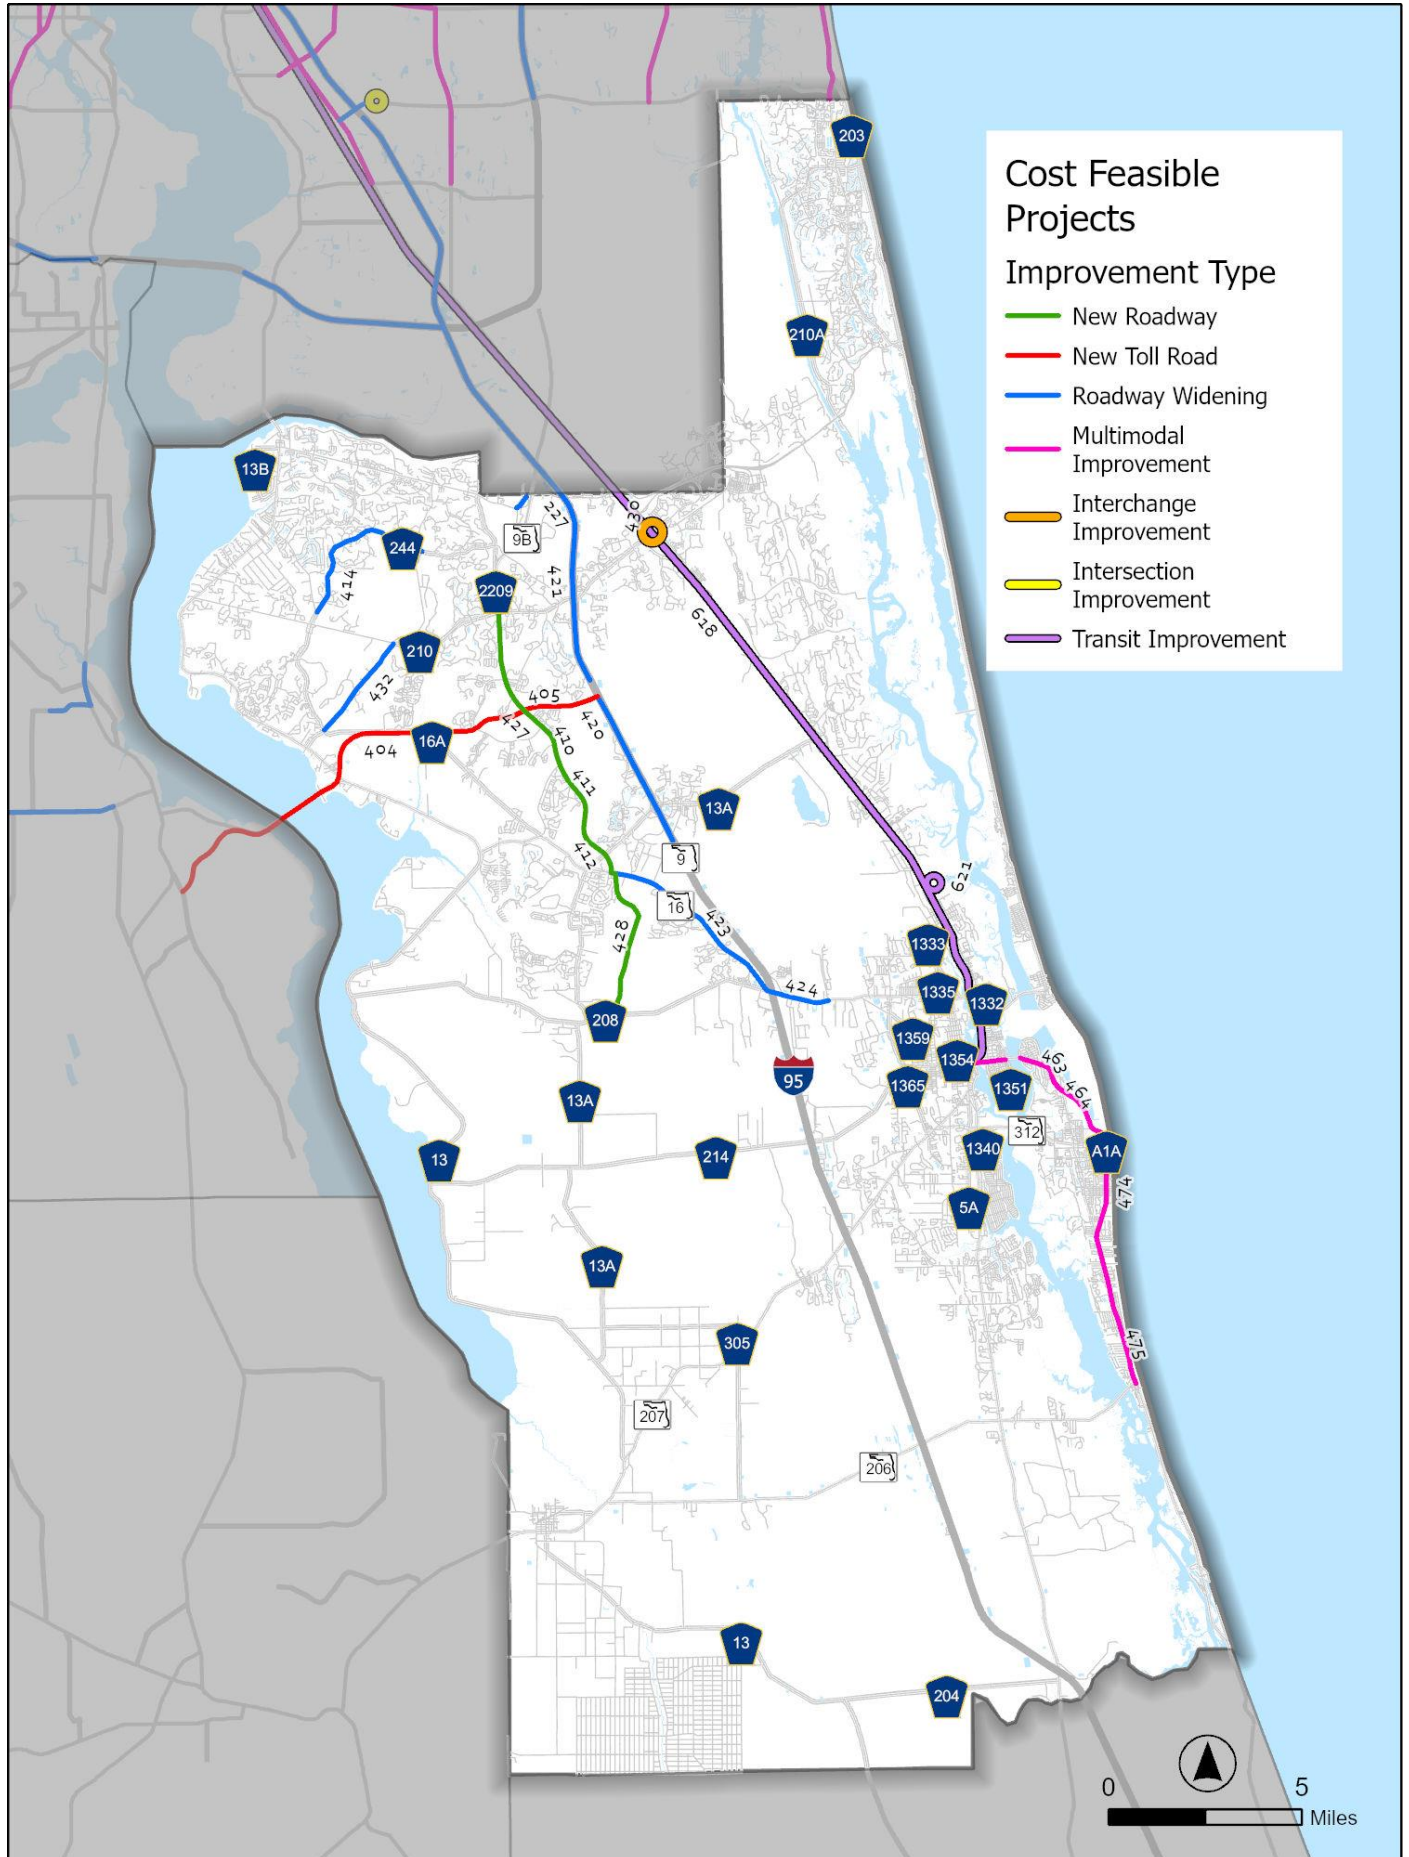 203
Cost Feasible
Projects
Improvement Type
New Roadway
New Toll Road
Roadway Widening
Multimodal
Improvement
Interchange
Improvement
Intersection
Improvement
Transit Improvement
210A
13B
9B
227
430
244
414
421
2209
618
210
432
405
420
427
16A
404
410
411
13A
412
9
621
16
423
428
1333
424
1335
1332
208
1359
1354
463
464
95
1365
1351
13A
312
13
214
1340
A1A
474
5A
13A
305
475
207
206
13
204
0 5
Miles